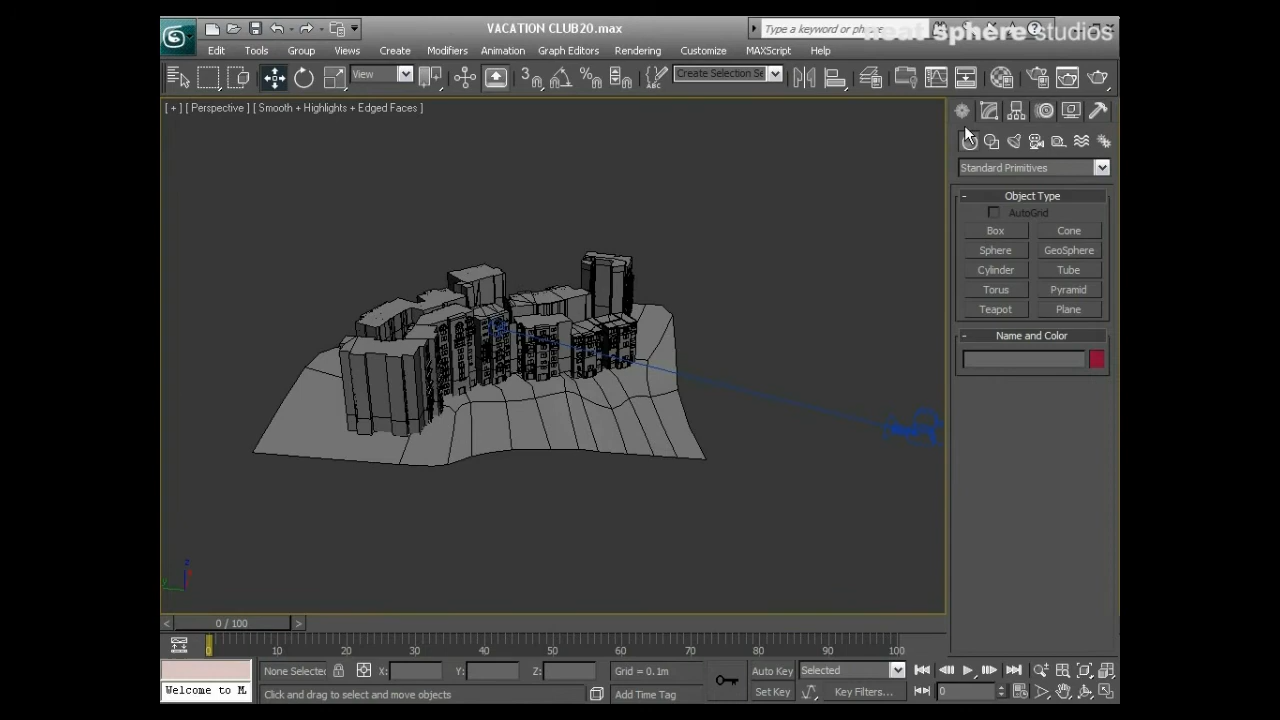 VACATION CLUB20.max
Type a keyword or ph
sphere studios
Edit Tools Group Views Create Modifiers Animation Graph Editors Rendering Customize MAXScript Help
View
3
%
ABC
Create Selection Se
[ + ] [ Perspective ] [ Smooth + Highlights + Edged Faces ]
Standard Primitives
- Object Type
AutoGrid
Box Cone
Sphere GeoSphere
Cylinder Tube
Torus Pyramid
Teapot Plane
- Name and Color
z
y
< 0 / 100 >
0 10 20 30 40 50 60 70 80 90 100
None Selected X: Y: Z: Grid = 0.1m Auto Key Selected
Welcome to M Click and drag to select and move objects Add Time Tag Set Key Key Filters... 0